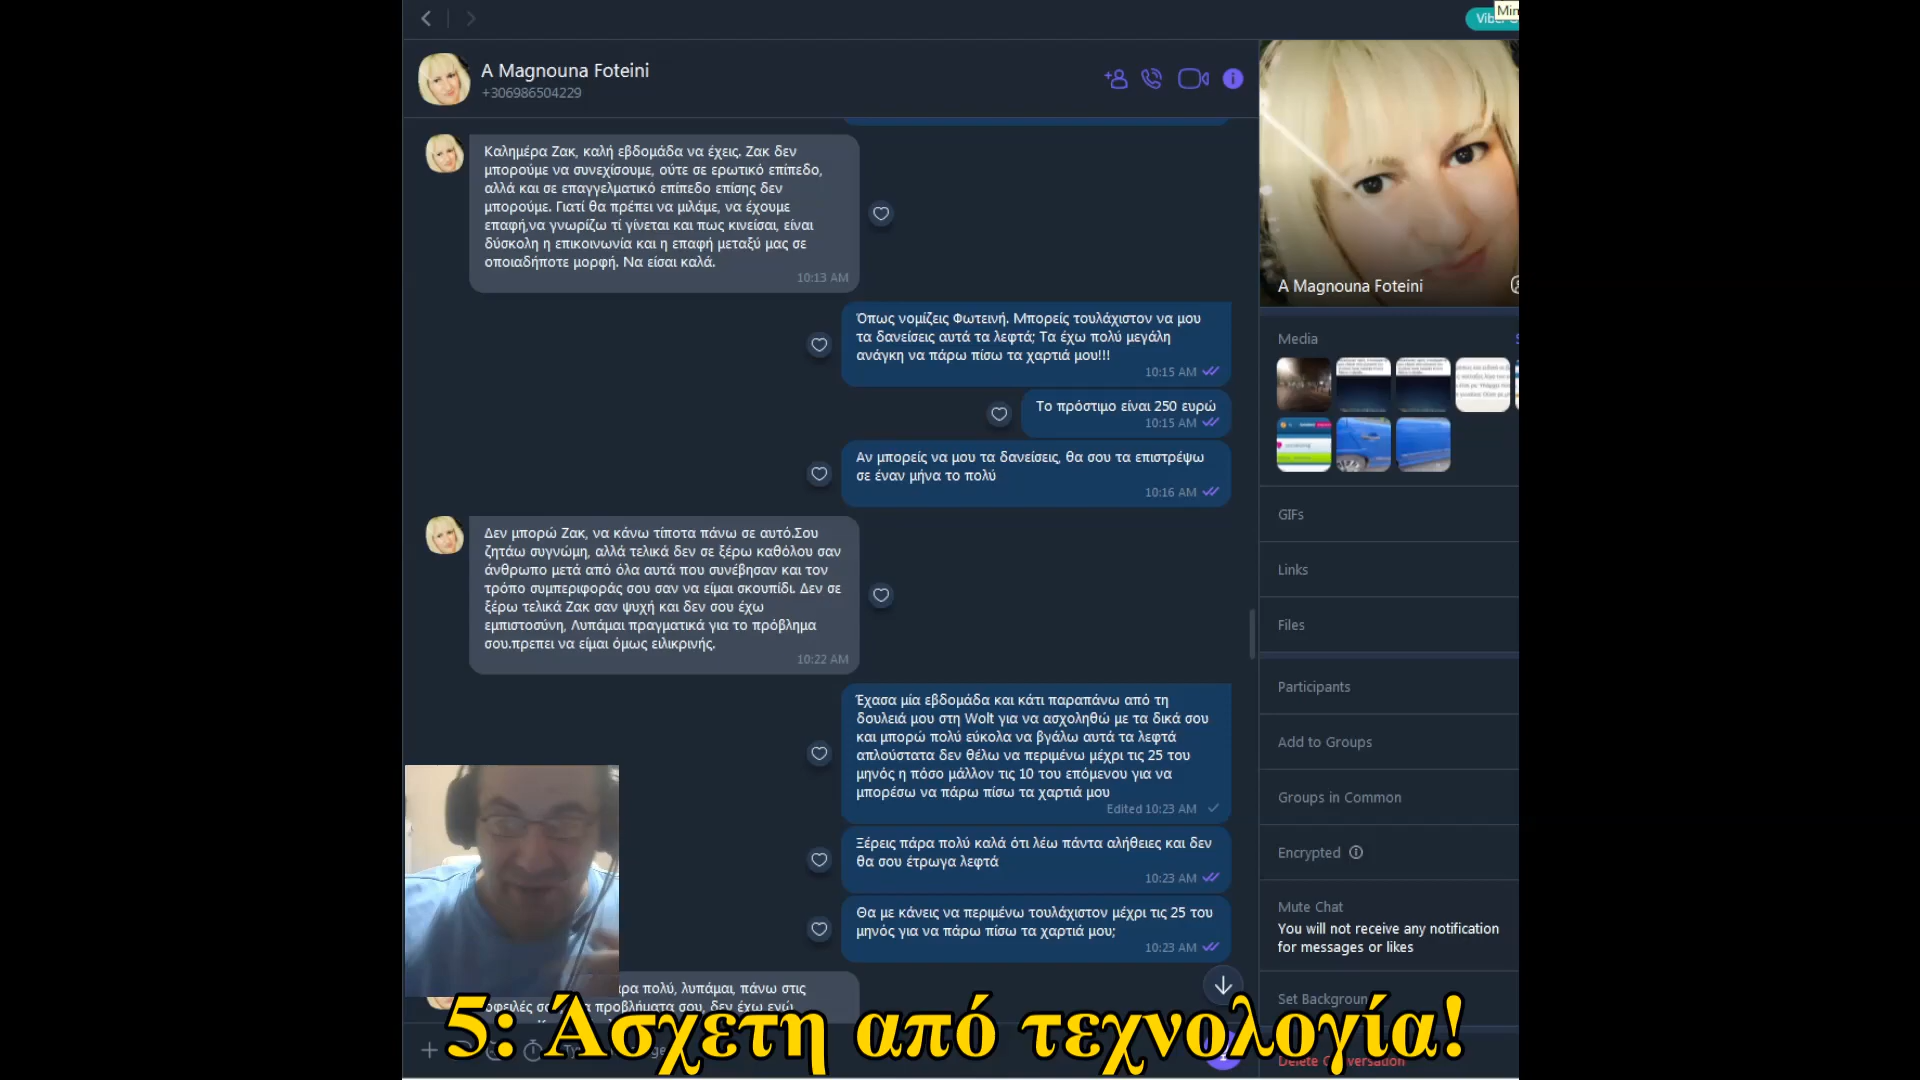 Min
A Magnouna Foteini
+306986504229
Καλημέρα Ζακ, καλή εβδομάδα να έχεις. Ζακ δεν
μπορούμε να συνεχίσουμε, ούτε σε ερωτικό επίπεδο,
αλλά και σε επαγγελματικό επίπεδο επίσης δεν
μπορούμε. Γιατί θα πρέπει να μιλάμε, να έχουμε
επαφή,να γνωρίζω τί γίνεται και πως κινείσαι, είναι
δύσκολη η επικοινωνία και η επαφή μεταξύ μας σε
οποιαδήποτε μορφή. Να είσαι καλά.
10:13 AM
Όπως νομίζεις Φωτεινή. Μπορείς τουλάχιστον να μου
τα δανείσεις αυτά τα λεφτά; Τα έχω πολύ μεγάλη
ανάγκη να πάρω πίσω τα χαρτιά μου!!!
10:15 AM
Το πρόστιμο είναι 250 ευρώ
10:15 AM
Αν μπορείς να μου τα δανείσεις, θα σου τα επιστρέψω
σε έναν μήνα το πολύ
10:16 AM
Δεν μπορώ Ζακ, να κάνω τίποτα πάνω σε αυτό.Σου
ζητάω συγνώμη, αλλά τελικά δεν σε ξέρω καθόλου σαν
άνθρωπο μετά από όλα αυτά που συνέβησαν και τον
τρόπο συμπεριφοράς σου σαν να είμαι σκουπίδι. Δεν σε
ξέρω τελικά Ζακ σαν ψυχή και δεν σου έχω
εμπιστοσύνη, Λυπάμαι πραγματικά για το πρόβλημα
σου.πρεπει να είμαι όμως ειλικρινής.
10:22 AM
Έχασα μία εβδομάδα και κάτι παραπάνω από τη
δουλειά μου στη Wolt για να ασχοληθώ με τα δικά σου
και μπορώ πολύ εύκολα να βγάλω αυτά τα λεφτά
απλούστατα δεν θέλω να περιμένω μέχρι τις 25 του
μηνός η πόσο μάλλον τις 10 του επόμενου για να
μπορέσω να πάρω πίσω τα χαρτιά μου
Edited 10:23 AM
Ξέρεις πάρα πολύ καλά ότι λέω πάντα αλήθειες και δεν
θα σου έτρωγα λεφτά
10:23 AM
Θα με κάνεις να περιμένω τουλάχιστον μέχρι τις 25 του
μηνός για να πάρω πίσω τα χαρτιά μου;
10:23 AM
πολύ, λυπάμαι, πάνω στις
προβλήματα σου, δεν έχω ενώ
5: Άσχετη από τεχνολογία!
A Magnouna Foteini
Media
GIFs
Links
Files
Participants
Add to Groups
Groups in Common
Encrypted
Mute Chat
You will not receive any notification
for messages or likes
Set Background
Delete Conversation